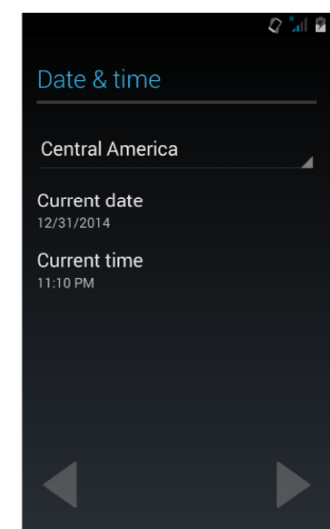 Date & time
Central America
Current date
12/31/2014
Current time
11:10 PM